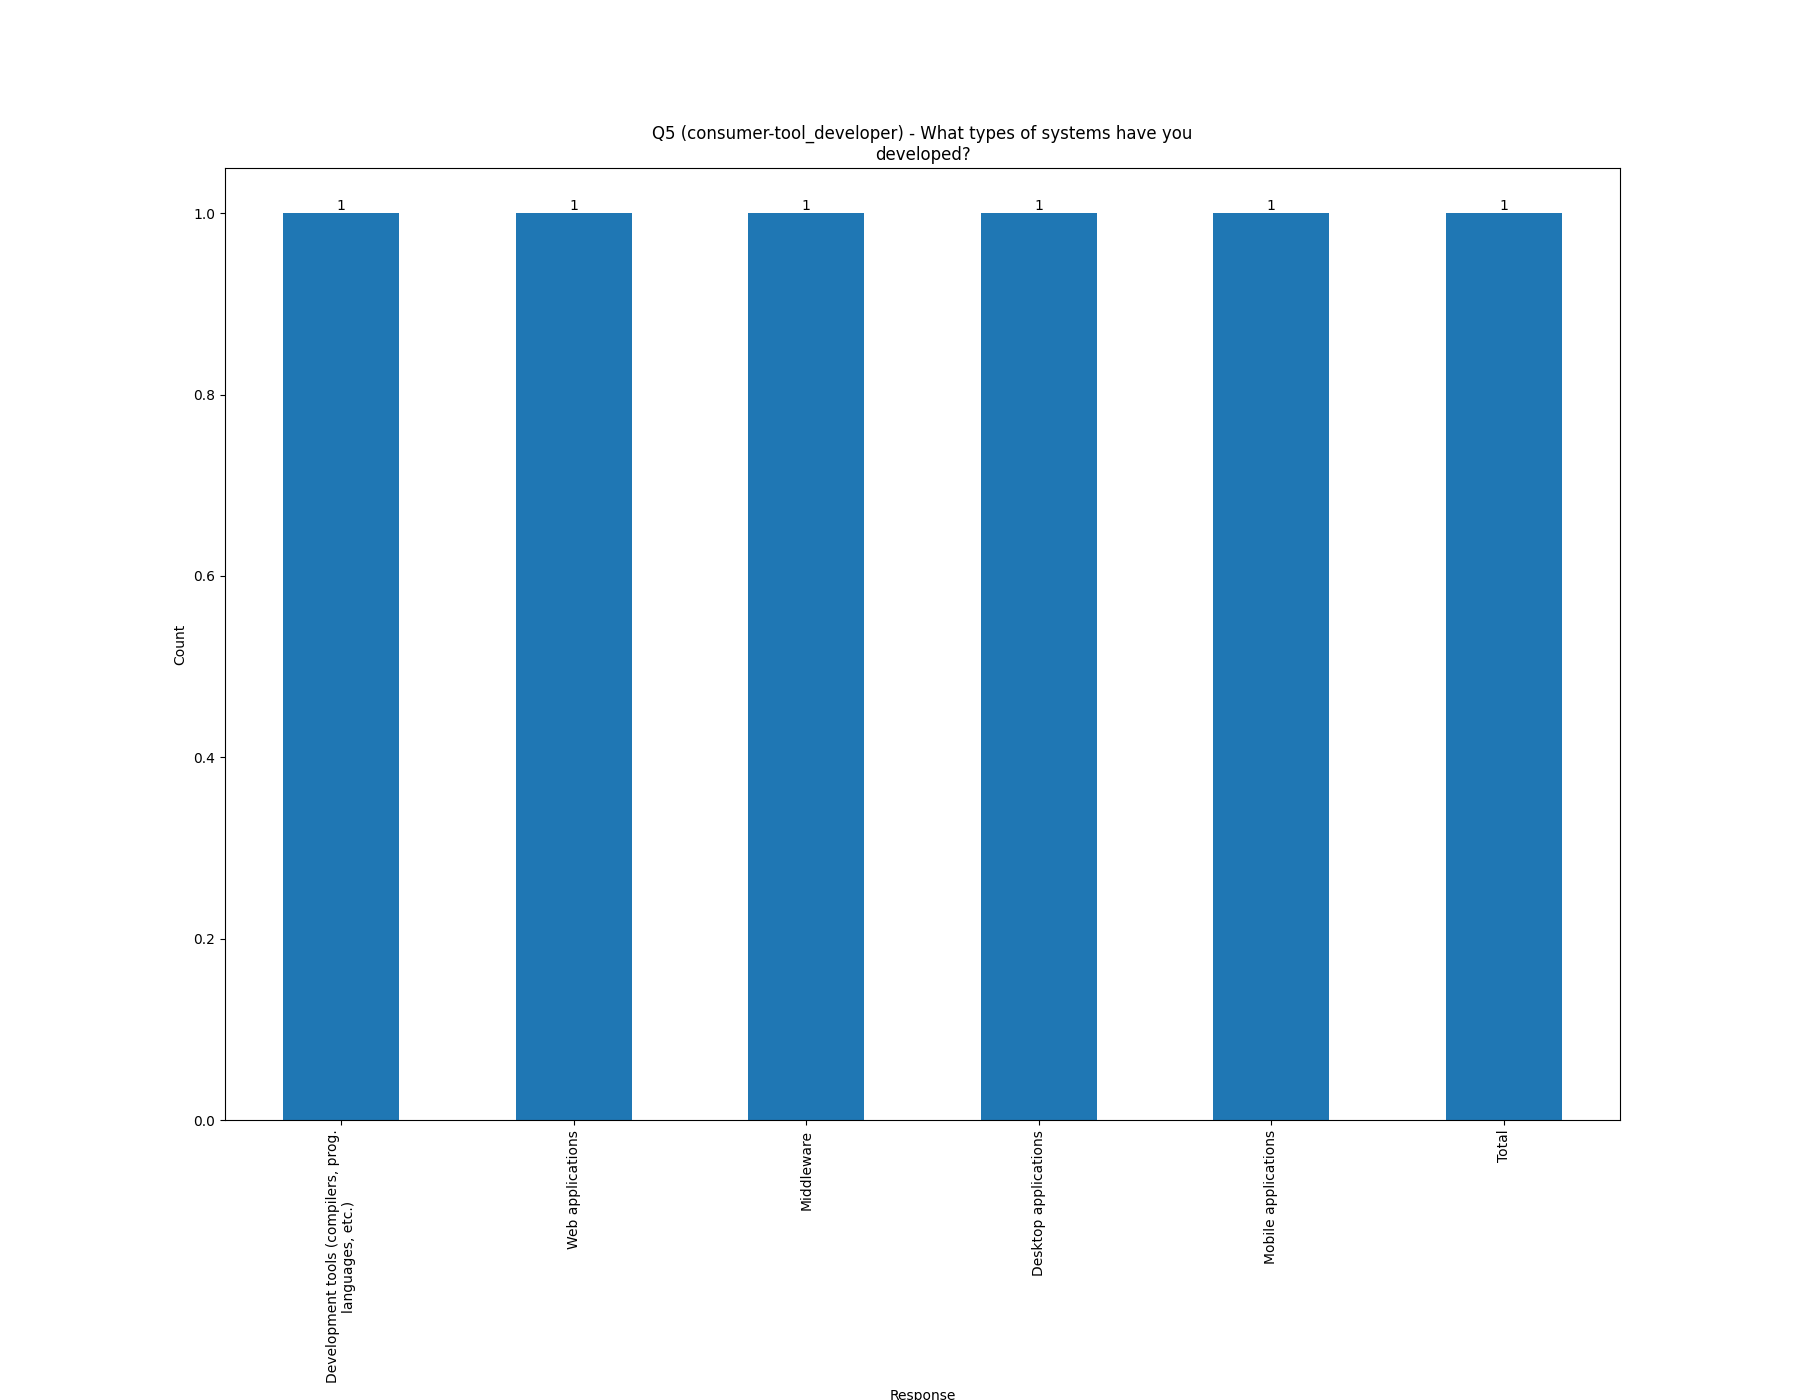 Q5 (consumer-tool_developer) - What types of systems have you
developed?
1
1
1
1
1
1
1.0
0.8
0.6
0.4
0.2
0.0
Count
Development tools (compilers, prog.
languages, etc.)
Web applications
Middleware
Desktop applications
Mobile applications
Total
Response